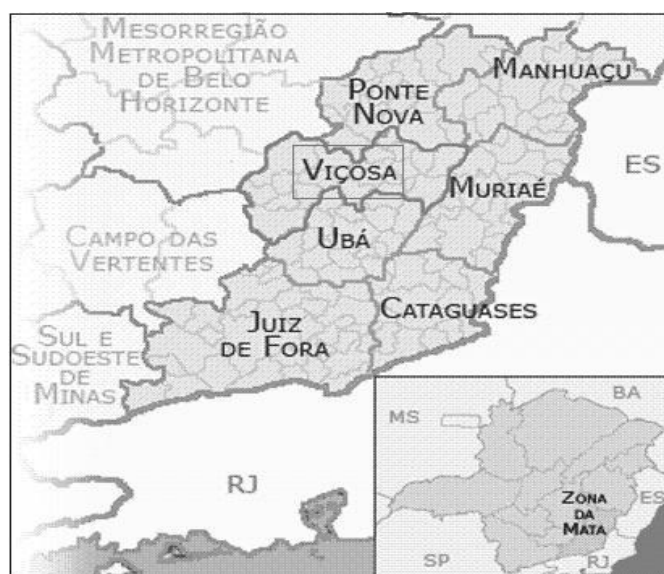 MESORREGIÃO
METROPOLITANA
DE BELO
HORIZONTE
MANHUAÇU
PONTE
NOVA
VIÇOSA
ES
MURIAÉ
CAMPO DAS
VERTENTES
UBÁ
CATAGUASES
JUIZ
DE FORA
SUL E
SUDOESTE
DE
MINAS
RJ
BA
MS
ZONA
DA
MATA
ES
SP
RJ